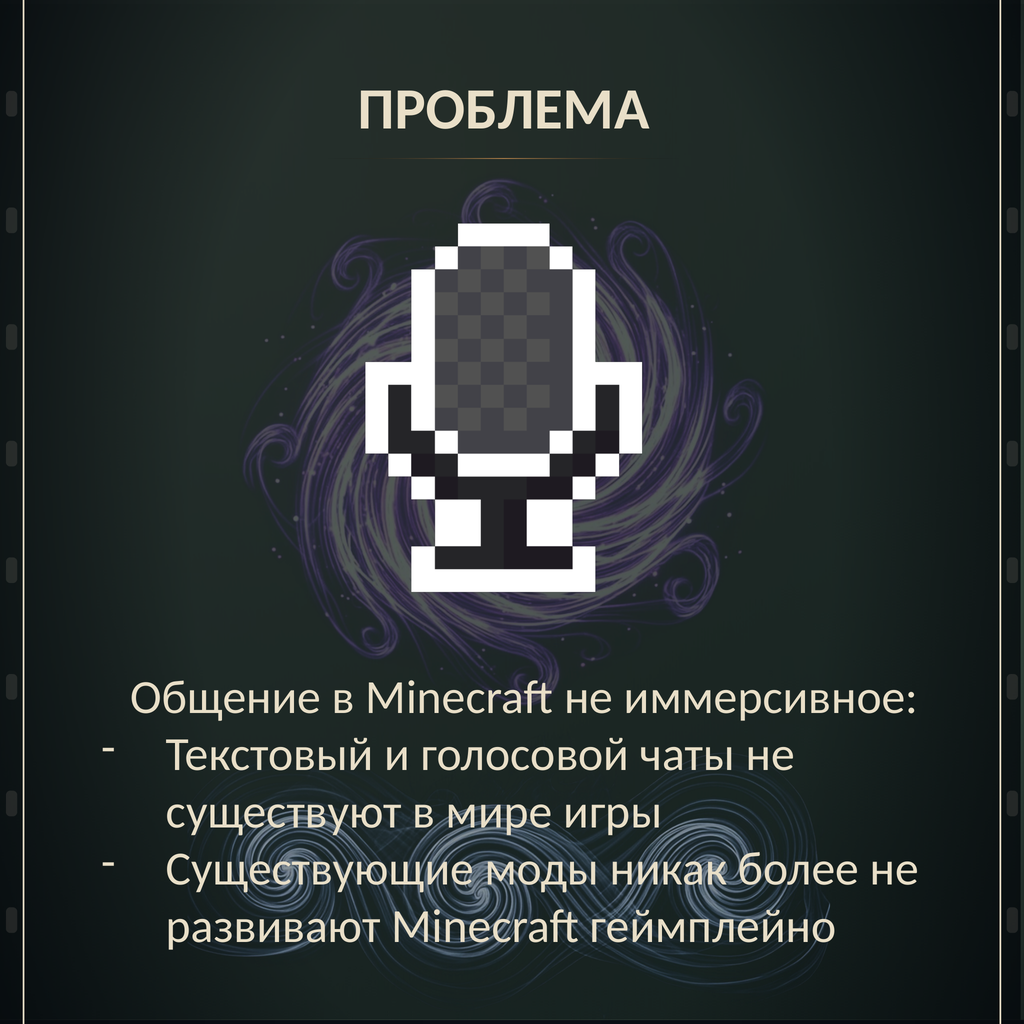 ПРОБЛЕМА
Общение в Minecraft не иммерсивное:
- Текстовый и голосовой чаты не
существуют в мире игры
- Существующие моды никак более не
развивают Minecraft геймплейно